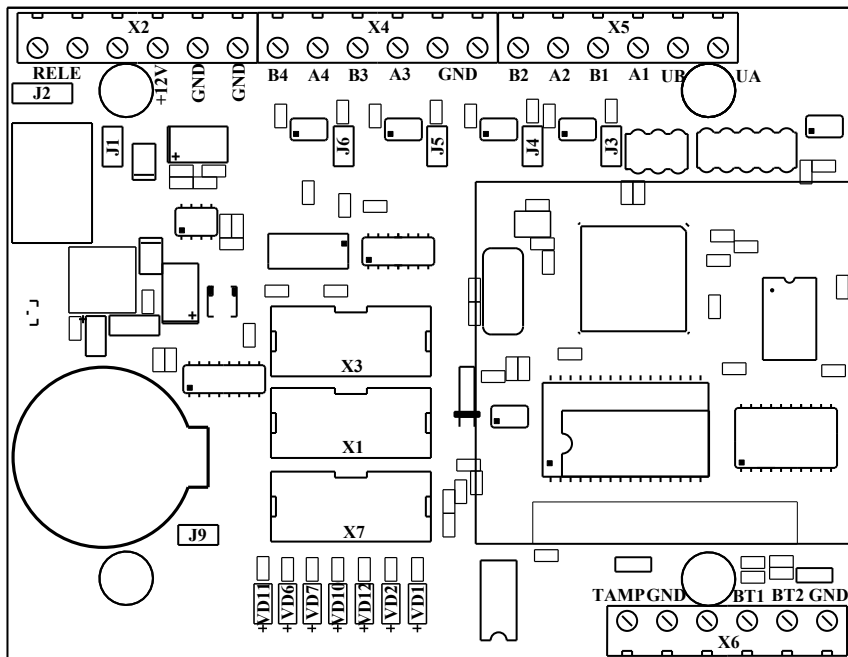 X2 X4 X5
RELE +12V GND GND B4 A4 B3 A3 GND B2 A2 B1 A1 UB UA
J2
J1 J6 J5 J4 J3
+
+
+
X3
X1
X7
J9
+VD11 +VD6 +VD7 +VD10 +VD12 +VD2 +VD1
TAMP GND BT1 BT2 GND
X6